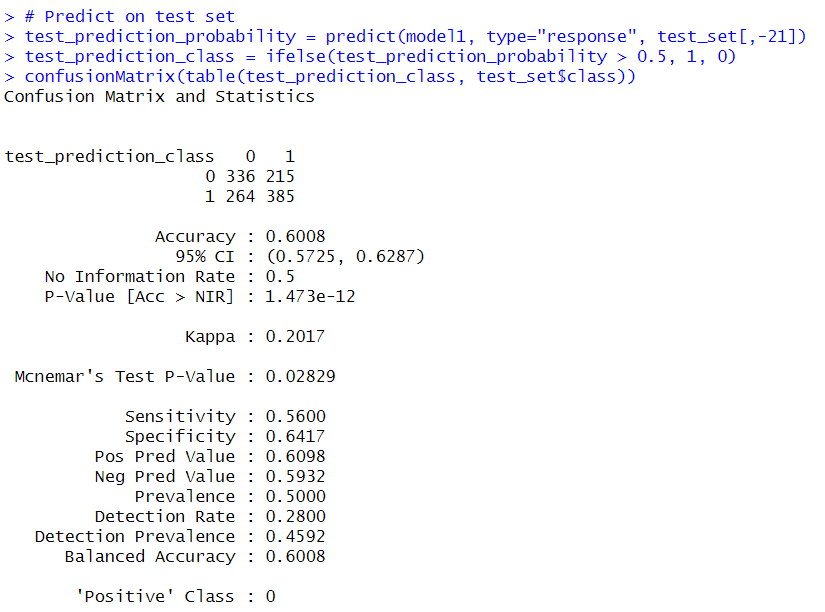 > # Predict on test set
> test_prediction_probability = predict(model1, type="response", test_set[,-21])
> test_prediction_class = ifelse(test_prediction_probability > 0.5, 1, 0)
> confusionMatrix(table(test_prediction_class, test_set$class))
Confusion Matrix and Statistics
test_prediction_class   0   1
                    0 336 215
                    1 264 385
               Accuracy : 0.6008
                 95% CI : (0.5725, 0.6287)
    No Information Rate : 0.5
    P-Value [Acc > NIR] : 1.473e-12
                  Kappa : 0.2017
 Mcnemar's Test P-Value : 0.02829
            Sensitivity : 0.5600
            Specificity : 0.6417
         Pos Pred Value : 0.6098
         Neg Pred Value : 0.5932
             Prevalence : 0.5000
         Detection Rate : 0.2800
   Detection Prevalence : 0.4592
      Balanced Accuracy : 0.6008
       'Positive' Class : 0